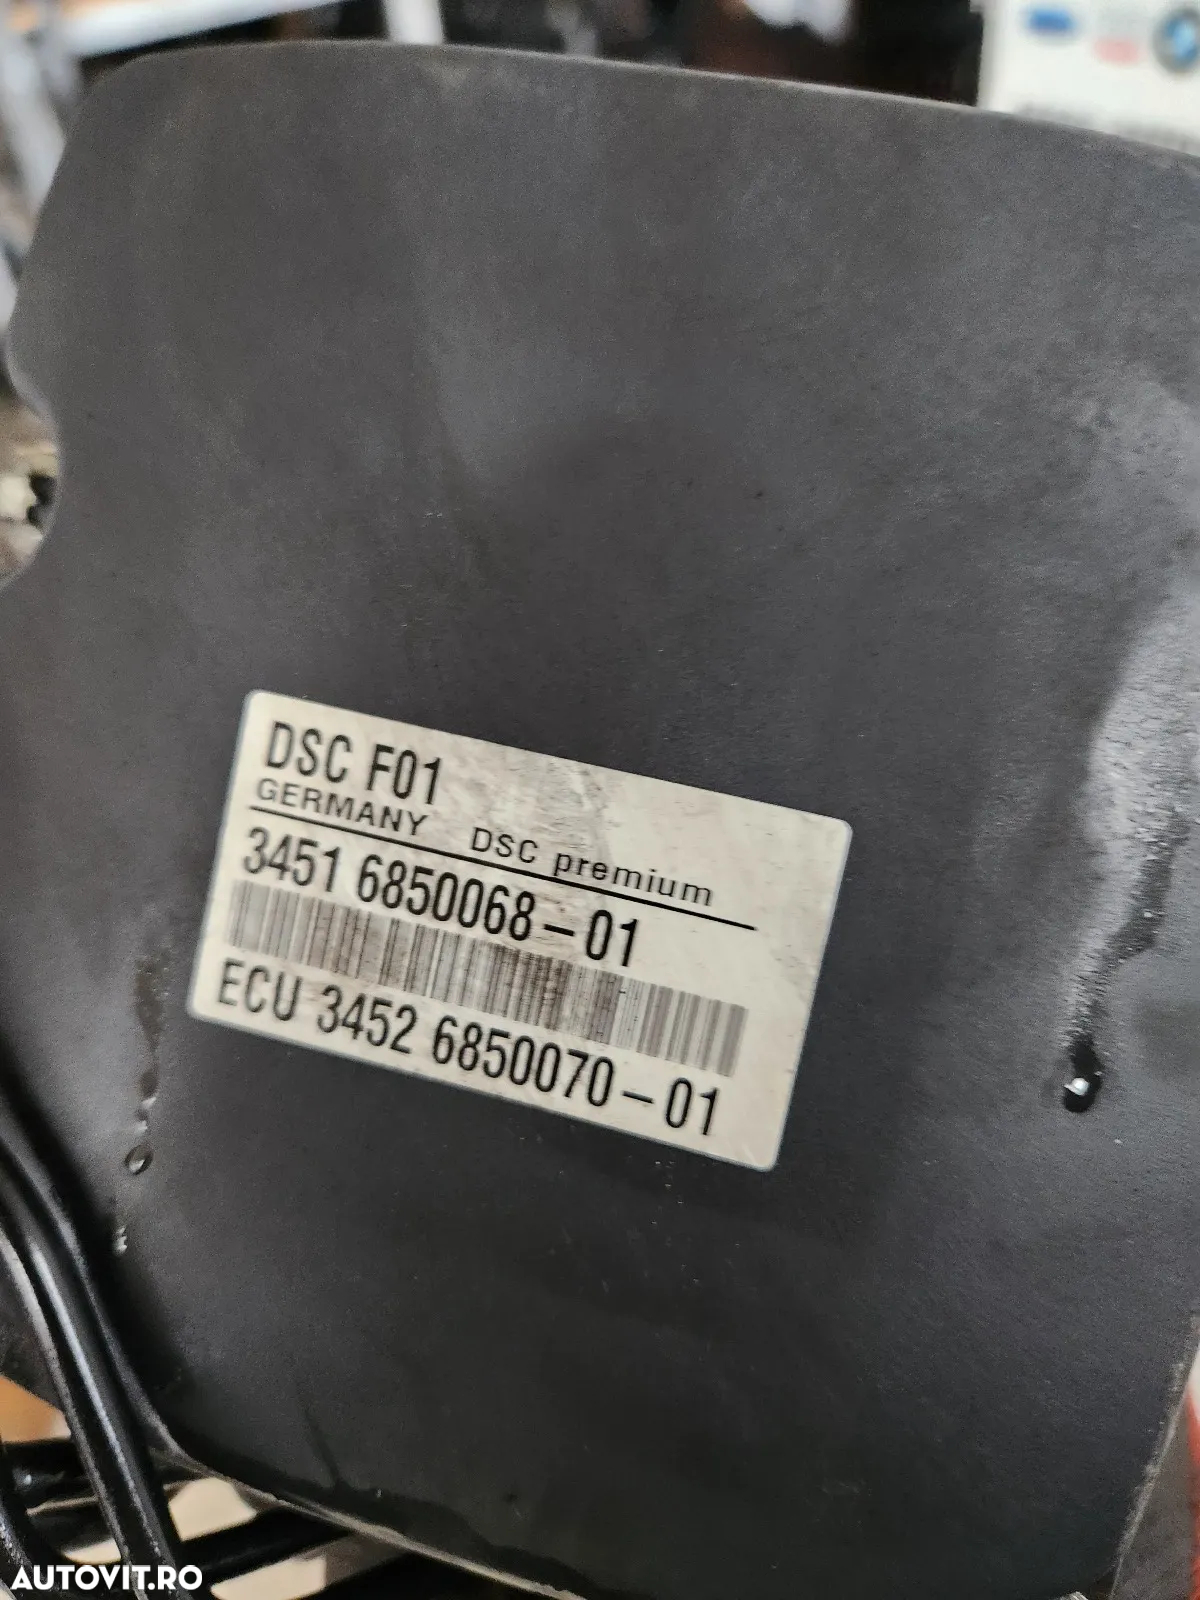 DSC F01
GERMANY DSC premium
3451 6850068-01
ECU 3452 6850070-01
AUTOVIT.RO